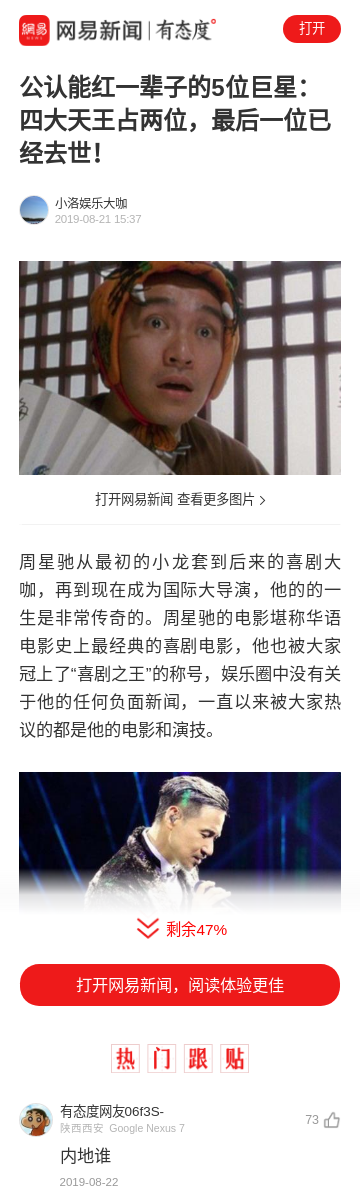 網易
NEWS
网易新闻 | 有态度°
打开
公认能红一辈子的5位巨星：
四大天王占两位，最后一位已
经去世！
小洛娱乐大咖
2019-08-21 15:37
打开网易新闻 查看更多图片
周星驰从最初的小龙套到后来的喜剧大
咖，再到现在成为国际大导演，他的的一
生是非常传奇的。周星驰的电影堪称华语
电影史上最经典的喜剧电影，他也被大家
冠上了“喜剧之王”的称号，娱乐圈中没有关
于他的任何负面新闻，一直以来被大家热
议的都是他的电影和演技。
剩余47%
打开网易新闻，阅读体验更佳
热门跟贴
有态度网友06f3S-
73
陕西西安 Google Nexus 7
内地谁
2019-08-22